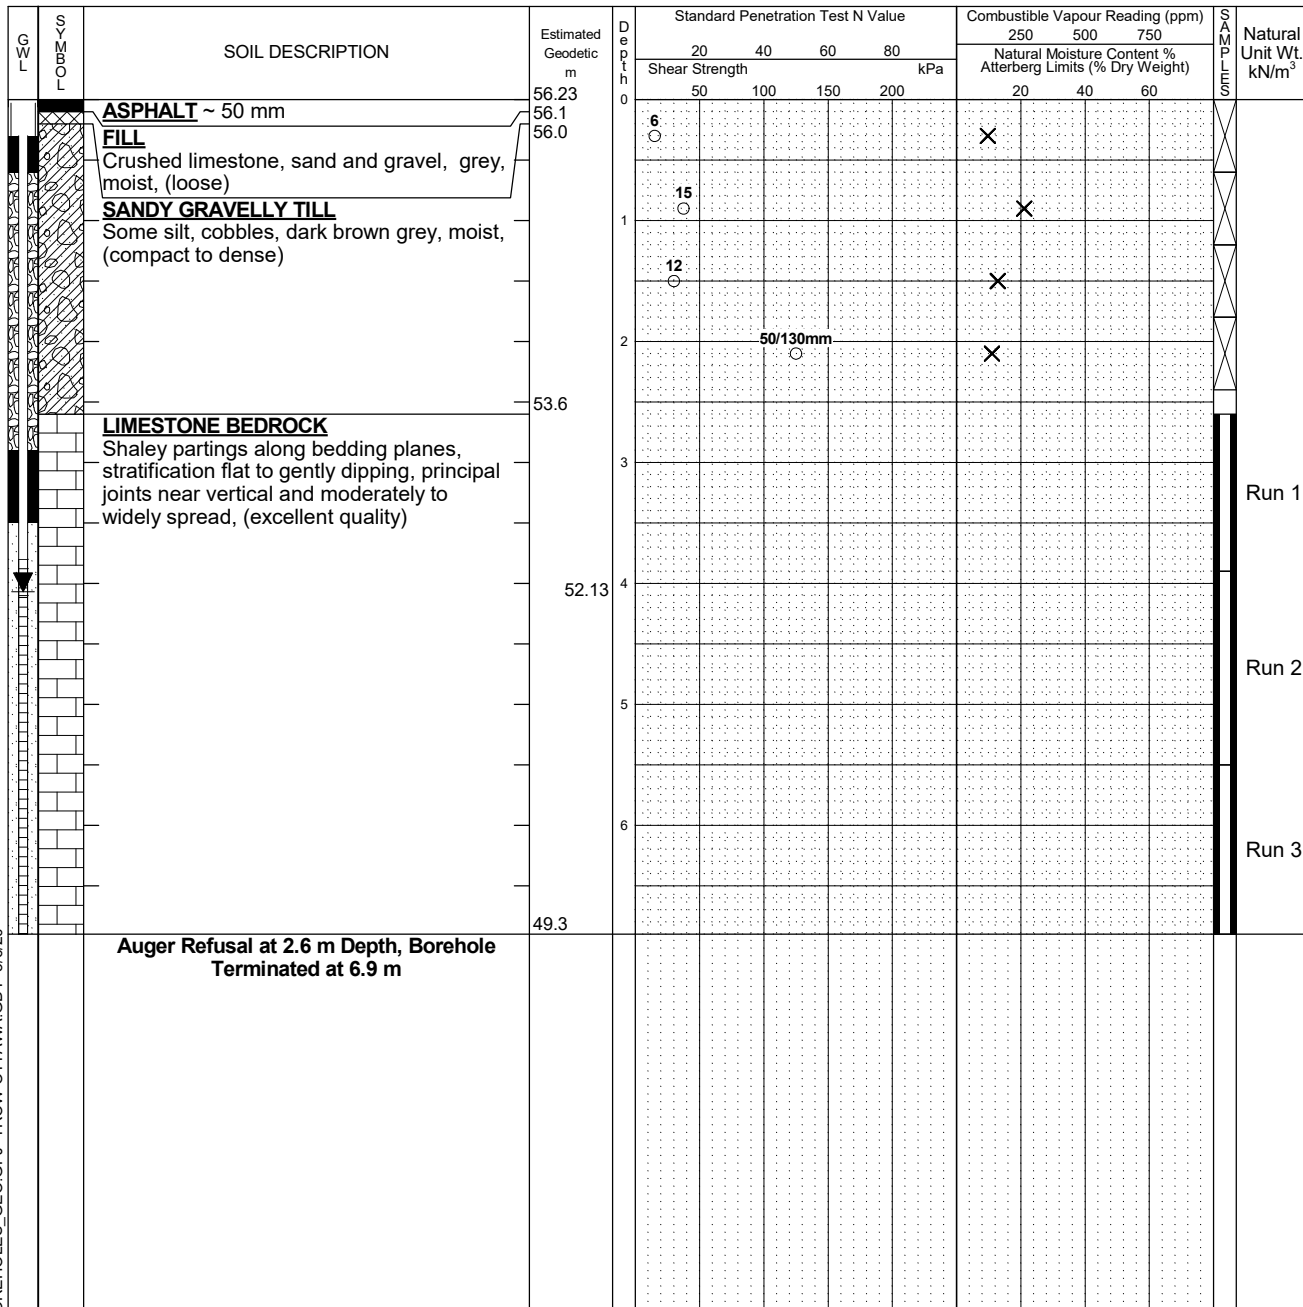 GWL
SYMBOL
SOIL DESCRIPTION
Estimated
Geodetic
m
Depth
Standard Penetration Test N Value
20 40 60 80
Shear Strength kPa
50 100 150 200
Combustible Vapour Reading (ppm)
250 500 750
Natural Moisture Content %
Atterberg Limits (% Dry Weight)
20 40 60
SAMPLES
Natural
Unit Wt.
kN/m³
56.23
0
ASPHALT ~ 50 mm
56.1
FILL
56.0
Crushed limestone, sand and gravel, grey,
moist, (loose)
6
SANDY GRAVELLY TILL
Some silt, cobbles, dark brown grey, moist,
(compact to dense)
15
1
12
50/130mm
2
53.6
LIMESTONE BEDROCK
Shaley partings along bedding planes,
stratification flat to gently dipping, principal
joints near vertical and moderately to
widely spread, (excellent quality)
3
Run 1
4
52.13
Run 2
5
6
Run 3
49.3
Auger Refusal at 2.6 m Depth, Borehole
Terminated at 6.9 m